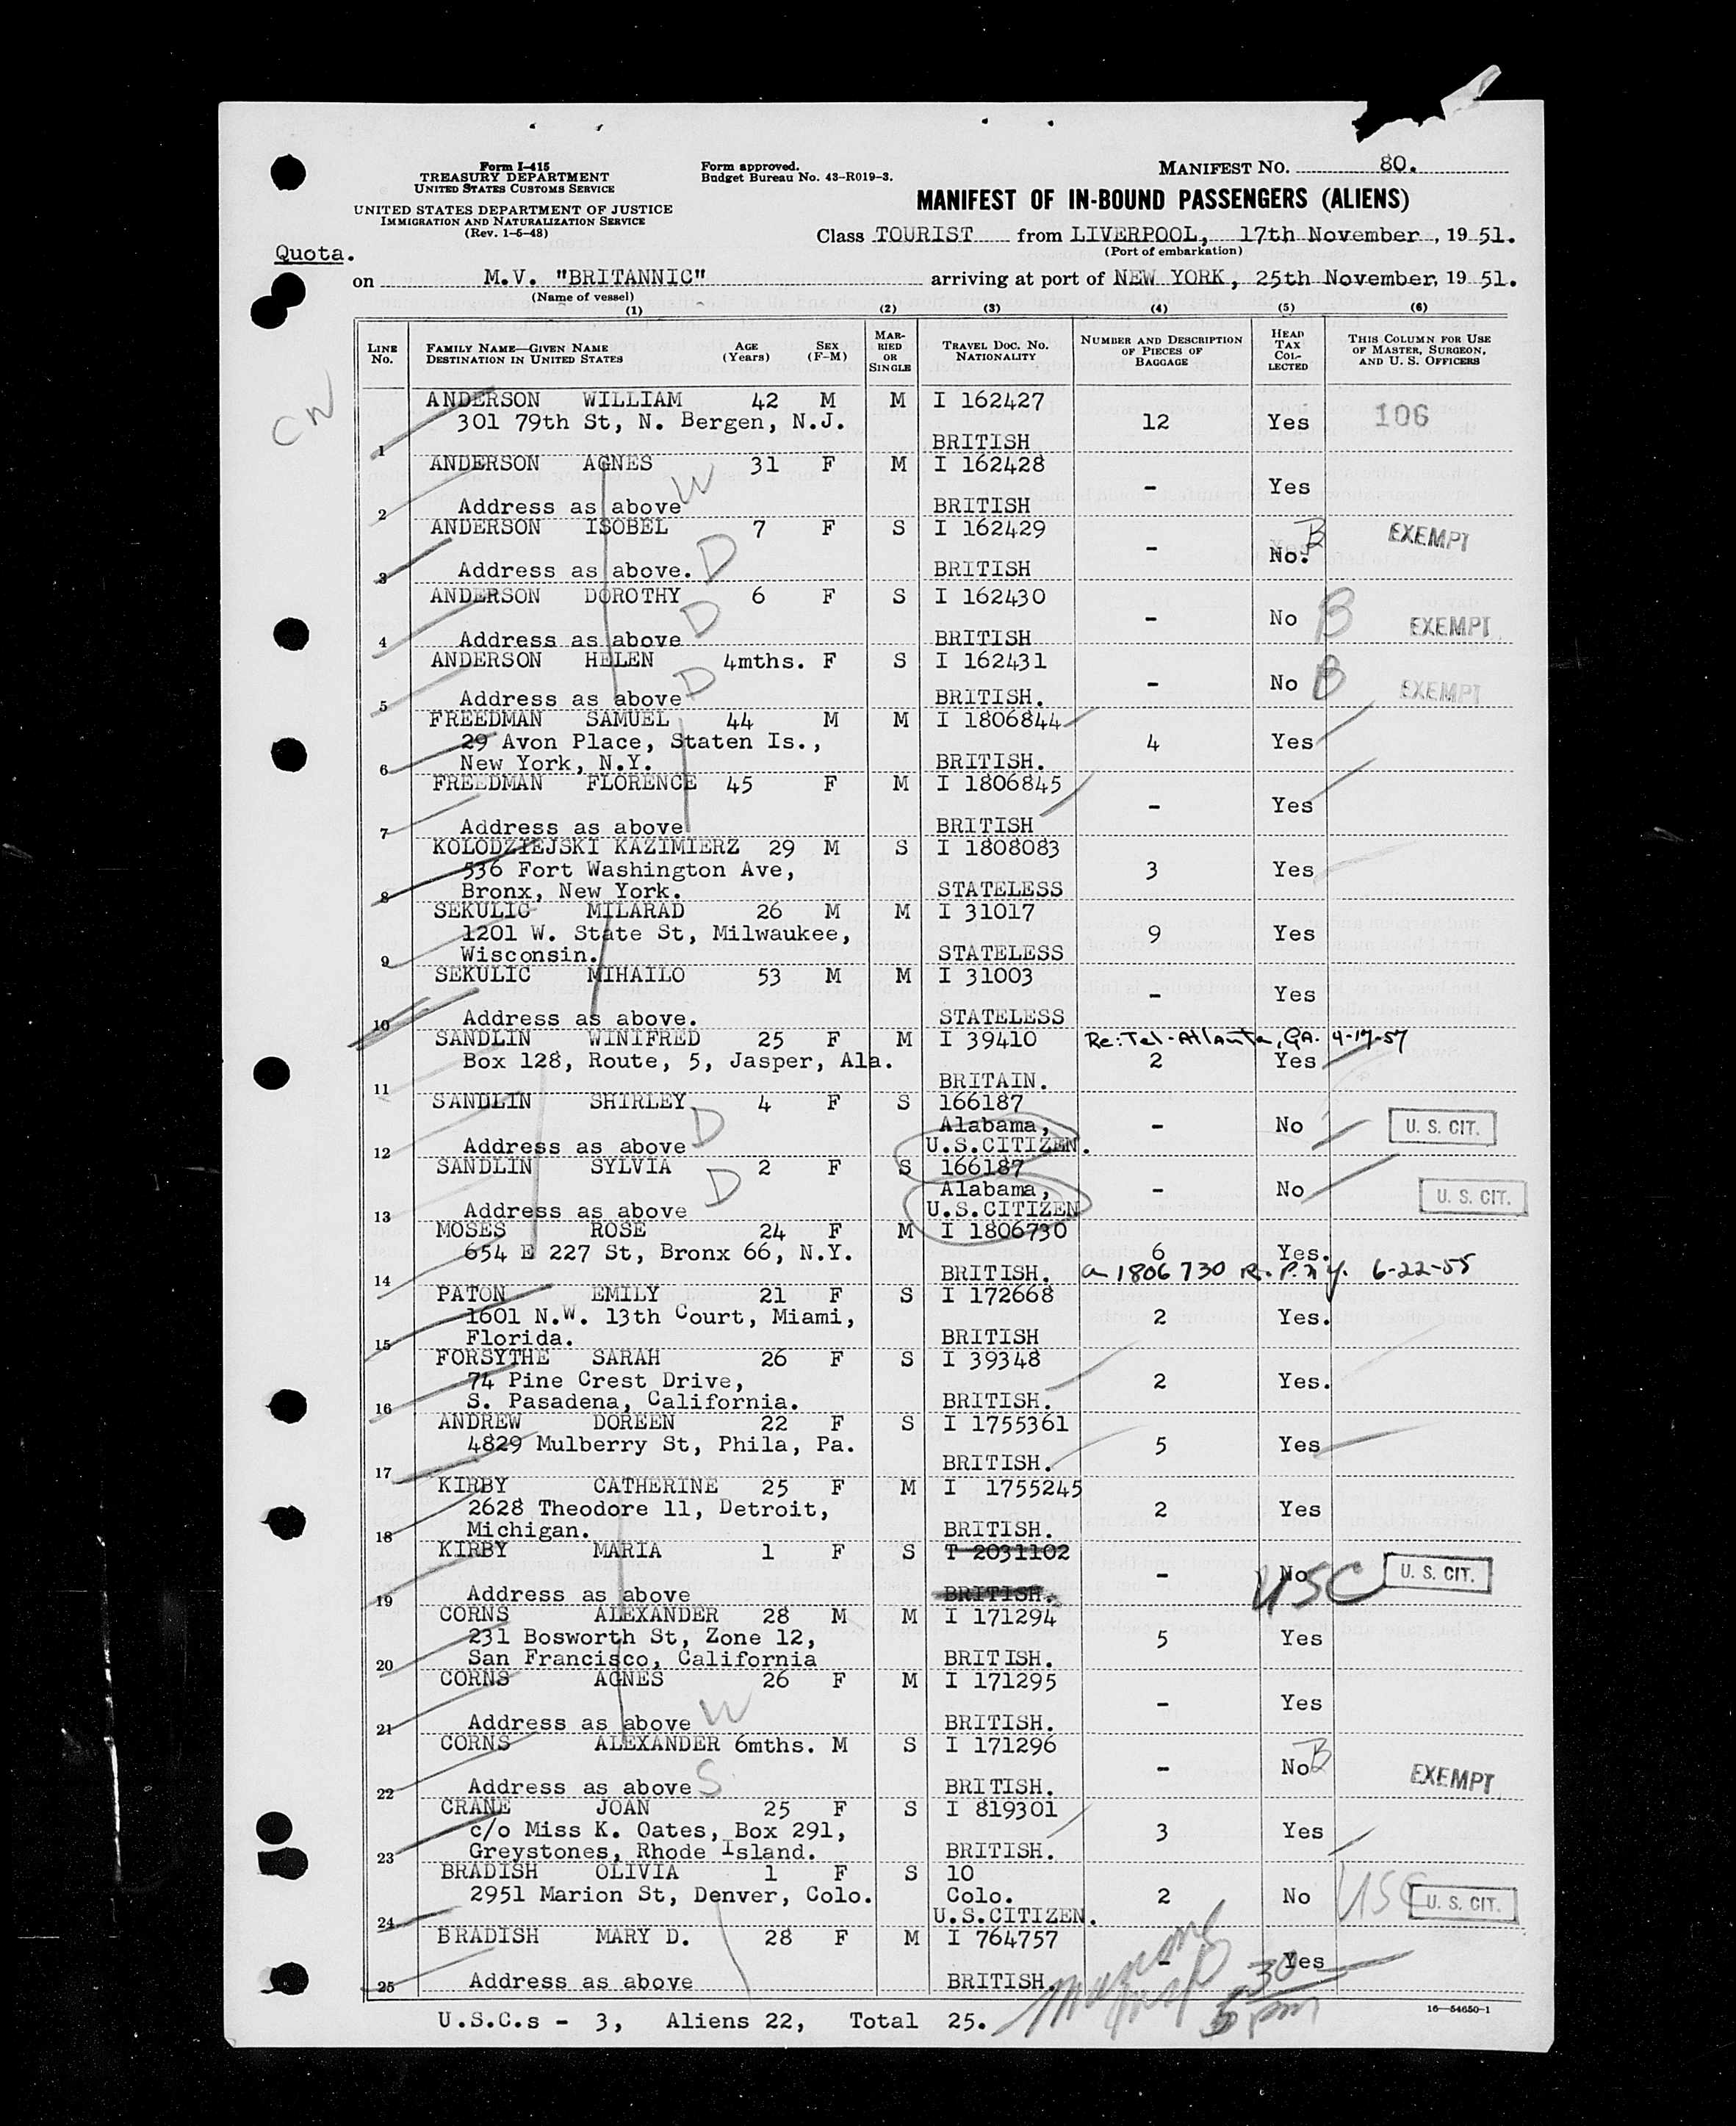 Form I-415
TREASURY DEPARTMENT
UNITED STATES CUSTOMS SERVICE
UNITED STATES DEPARTMENT OF JUSTICE
IMMIGRATION AND NATURALIZATION SERVICE
(Rev. 1-6-48)
Form approved.
Budget Bureau No. 43-R019-3.
MANIFEST NO. 80.
MANIFEST OF IN-BOUND PASSENGERS (ALIENS)
Class TOURIST from LIVERPOOL, 17th November, 1951.
(Port of embarkation)
Quota.
on M.V. "BRITANNIC" arriving at port of NEW YORK, 25th November, 1951.
(Name of vessel)
(1) (2) (3) (4) (5) (6)
LINE No. FAMILY NAME—GIVEN NAME DESTINATION IN UNITED STATES AGE (Years) SEX (F-M) MARRIED OR SINGLE TRAVEL DOC. NO. NATIONALITY NUMBER AND DESCRIPTION OF PIECES OF BAGGAGE HEAD TAX COLLECTED THIS COLUMN FOR USE OF MASTER, SURGEON, AND U. S. OFFICERS
CW
ANDERSON WILLIAM 42 M M I 162427
301 79th St, N. Bergen, N.J. 12 Yes 106
1 BRITISH
ANDERSON AGNES 31 F M I 162428
W - Yes
2 Address as above BRITISH
ANDERSON ISOBEL 7 F S I 162429
- No. B EXEMPT
3 Address as above. D BRITISH
ANDERSON DOROTHY 6 F S I 162430
- No B EXEMPT
4 Address as above D BRITISH
ANDERSON HELEN 4mths. F S I 162431
- No B EXEMPT
5 Address as above D BRITISH.
FREEDMAN SAMUEL 44 M M I 1806844
29 Avon Place, Staten Is., 4 Yes
6 New York, N.Y. BRITISH.
FREEDMAN FLORENCE 45 F M I 1806845
- Yes
7 Address as above BRITISH
KOLODZIEJSKI KAZIMIERZ 29 M S I 1808083
536 Fort Washington Ave, 3 Yes
8 Bronx, New York. STATELESS
SEKULIC MILARAD 26 M M I 31017
1201 W. State St, Milwaukee, 9 Yes
9 Wisconsin. STATELESS
SEKULIC MIHAILO 53 M M I 31003
- Yes
10 Address as above. STATELESS
SANDLIN WINIFRED 25 F M I 39410 Re: Tel-Atlanta, GA. 4-17-57
Box 128, Route, 5, Jasper, Ala. 2 Yes
11 BRITAIN.
SANDLIN SHIRLEY 4 F S 166187
Alabama, - No U. S. CIT.
12 Address as above D U.S.CITIZEN.
SANDLIN SYLVIA 2 F S 166187
D Alabama, - No U. S. CIT.
13 Address as above U.S.CITIZEN
MOSES ROSE 24 F M I 1806730
654 E 227 St, Bronx 66, N.Y. 6 Yes.
14 BRITISH. a 1806730 R.P. N.Y. 6-22-55
PATON EMILY 21 F S I 172668
1601 N.W. 13th Court, Miami, 2 Yes.
15 Florida. BRITISH
FORSYTHE SARAH 26 F S I 39348
74 Pine Crest Drive, 2 Yes.
16 S. Pasadena, California. BRITISH.
ANDREW DOREEN 22 F S I 1755361
4829 Mulberry St, Phila, Pa. 5 Yes
17 BRITISH.
KIRBY CATHERINE 25 F M I 1755245
2628 Theodore 11, Detroit, 2 Yes
18 Michigan. BRITISH.
KIRBY MARIA 1 F S T 2031102
- No USC U. S. CIT.
19 Address as above BRITISH.
CORNS ALEXANDER 28 M M I 171294
231 Bosworth St, Zone 12, 5 Yes
20 San Francisco, California BRITISH.
CORNS AGNES 26 F M I 171295
- Yes
21 Address as above W BRITISH.
CORNS ALEXANDER 6mths. M S I 171296
- No B EXEMPT
22 Address as above S BRITISH.
CRANE JOAN 25 F S I 819301
c/o Miss K. Oates, Box 291, 3 Yes
23 Greystones, Rhode Island. BRITISH.
BRADISH OLIVIA 1 F S 10
2951 Marion St, Denver, Colo. Colo. 2 No USC U. S. CIT.
24 U.S.CITIZEN.
BRADISH MARY D. 28 F M I 764757
- Yes
25 Address as above BRITISH.
5 30 pm
16—54650-1
U.S.C.s - 3, Aliens 22, Total 25.